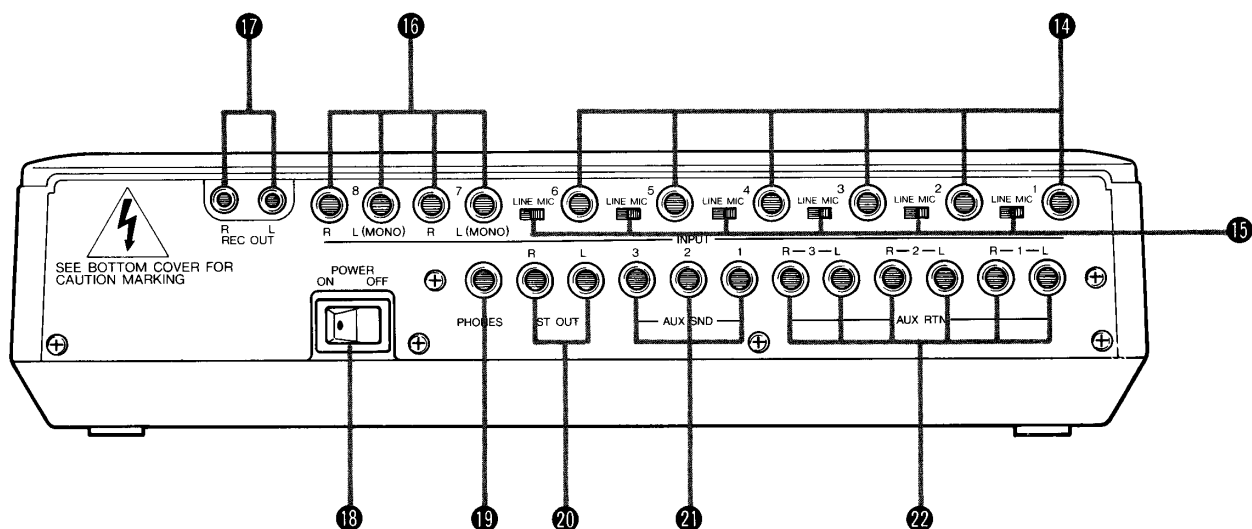 17 16 14
8 7 6 5 4 3 2 1
LINE MIC LINE MIC LINE MIC LINE MIC LINE MIC LINE MIC
R L R L (MONO) R L (MONO)
REC OUT
15
INPUT
SEE BOTTOM COVER FOR
CAUTION MARKING
POWER
ON OFF
R L 3 2 1 R-3-L R-2-L R-1-L
PHONES ST OUT AUX SND AUX RTN
18 19 20 21 22